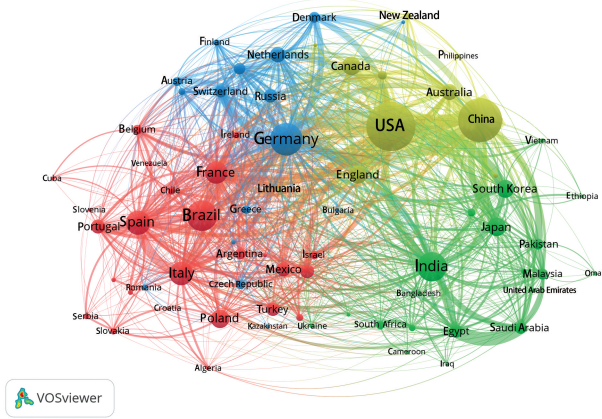 Denmark
New Zealand
Finland
Netherlands
Philippines
Canada
Austria
Switzerland
Russia
Australia
USA
China
Belgium
Ireland
Germany
Vietnam
Venezuela
France
England
Cuba
Chile
Lithuania
South Korea
Ethiopia
Slovenia
Portugal
Spain
Brazil
Greece
Bulgaria
Japan
Pakistan
Argentina
Israel
Italy
Mexico
India
Malaysia
Oma
Romania
Czech Republic
Bangladesh
United Arab Emirates
Croatia
Serbia
Slovakia
Poland
Turkey
Kazakhstan
Ukraine
South Africa
Egypt
Saudi Arabia
Cameroon
Iraq
Algeria
VOSviewer